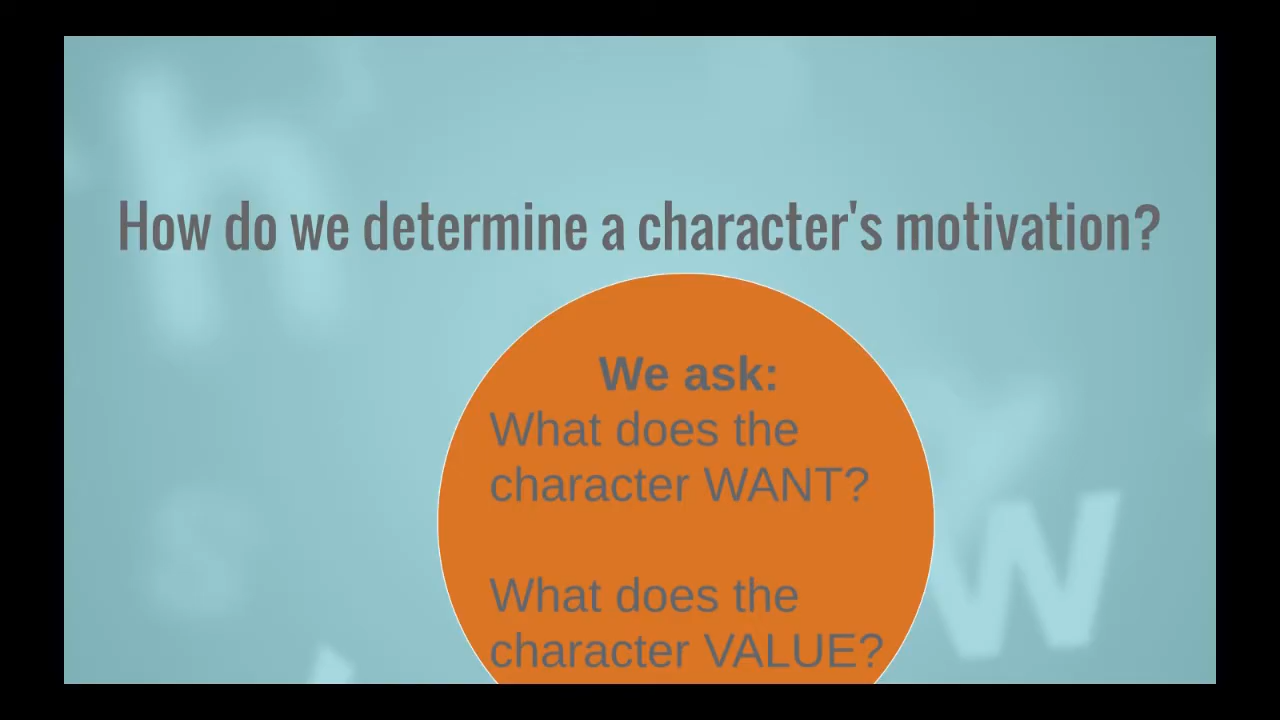 How do we determine a character's motivation?
We ask:
What does the
character WANT?
What does the
character VALUE?